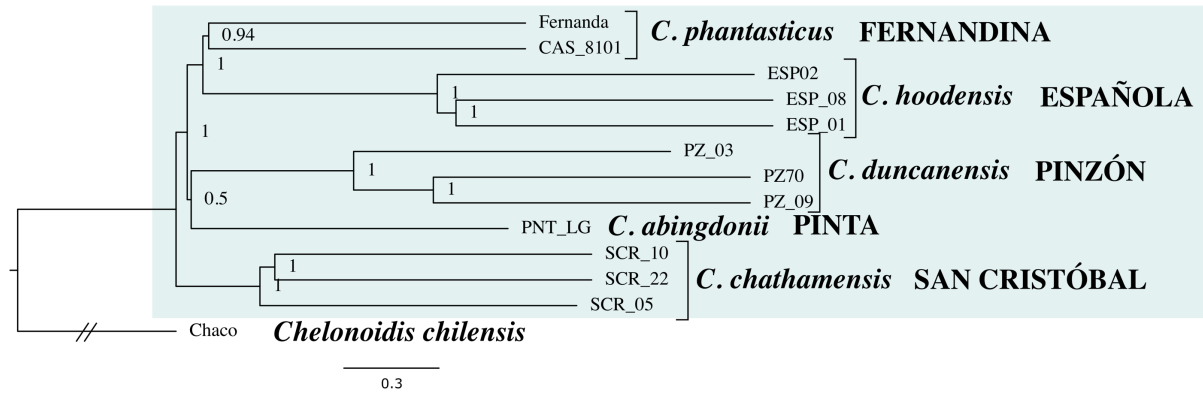 Fernanda
0.94
C. phantasticus FERNANDINA
CAS_8101
1
ESP02
1
ESP_08
C. hoodensis ESPAÑOLA
1
ESP_01
1
PZ_03
1
C. duncanensis PINZÓN
PZ70
1
0.5
PZ_09
PNT_LG C. abingdonii PINTA
SCR_10
1
SCR_22
C. chathamensis SAN CRISTÓBAL
1
SCR_05
Chaco Chelonoidis chilensis
0.3